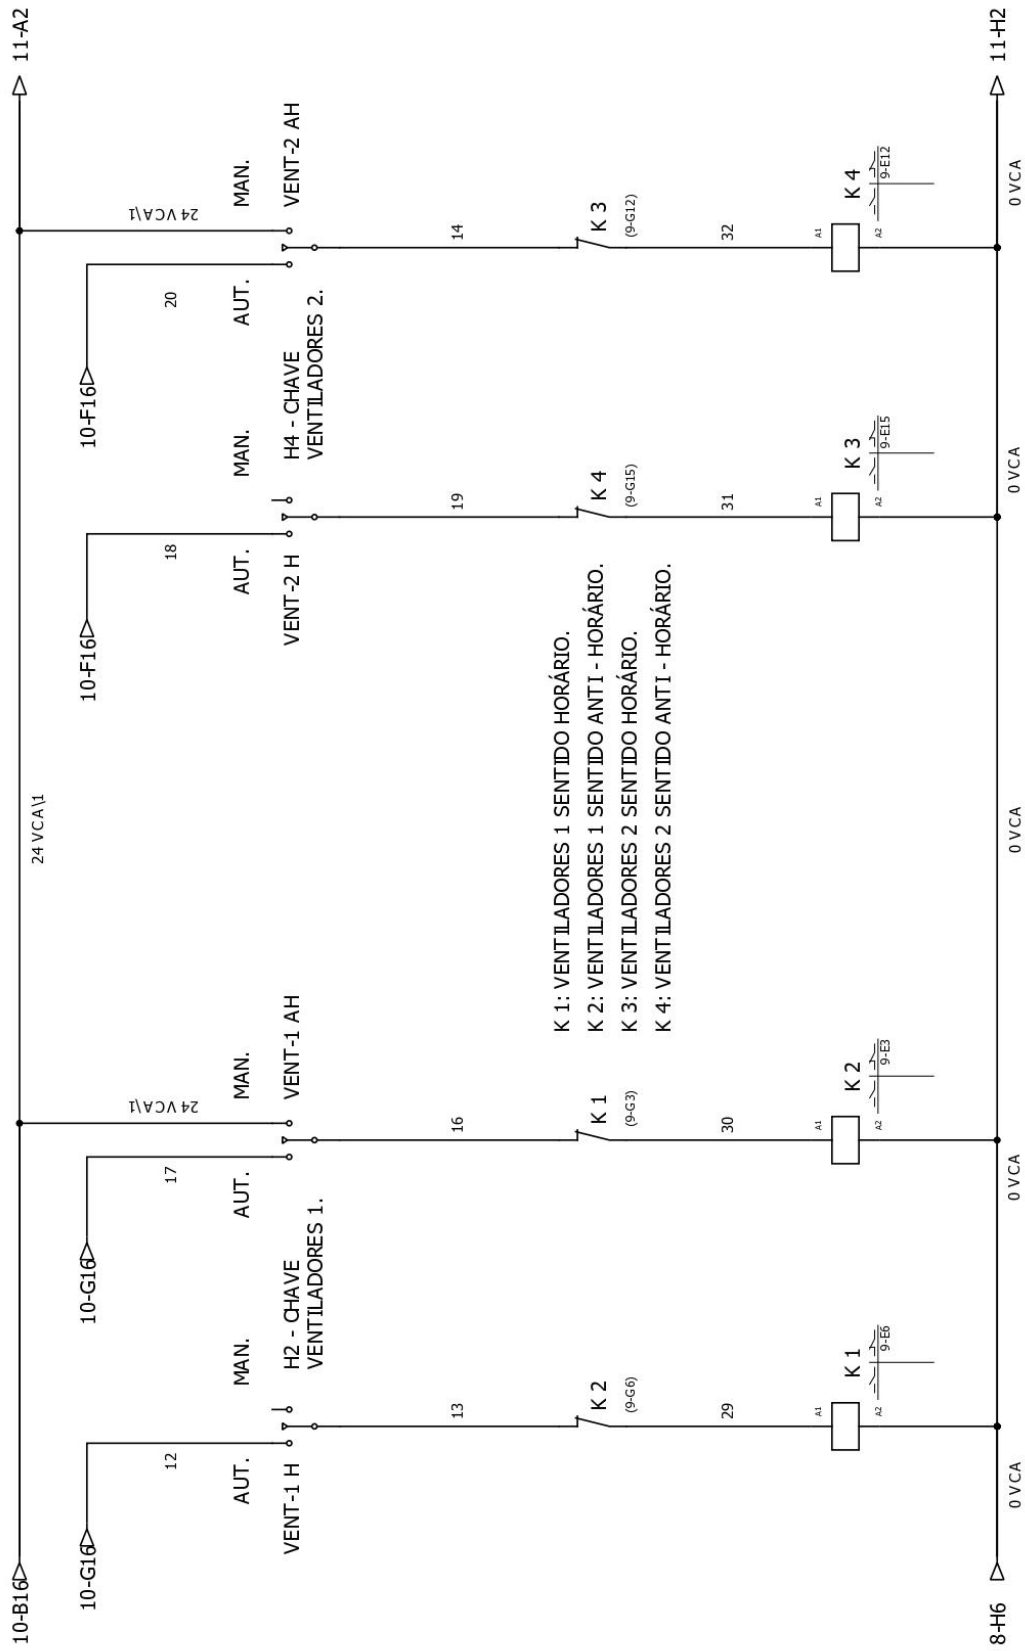 10-B16
24 VCA\1
11-A2
10-G16
10-G16
10-F16
10-F16
12
17
24 VCA\1
18
20
24 VCA\1
AUT.
MAN.
AUT.
MAN.
AUT.
MAN.
AUT.
MAN.
VENT-1 H
H2 - CHAVE
VENTILADORES 1.
VENT-1 AH
VENT-2 H
H4 - CHAVE
VENTILADORES 2.
VENT-2 AH
13
16
19
14
K 2
(9-G6)
K 1
(9-G3)
K 4
(9-G15)
K 3
(9-G12)
K 1: VENTILADORES 1 SENTIDO HORÁRIO.
K 2: VENTILADORES 1 SENTIDO ANTI - HORÁRIO.
K 3: VENTILADORES 2 SENTIDO HORÁRIO.
K 4: VENTILADORES 2 SENTIDO ANTI - HORÁRIO.
29
30
31
32
A1
A2
K 1
9-E6
A1
A2
K 2
9-E3
A1
A2
K 3
9-E15
A1
A2
K 4
9-E12
8-H6
0 VCA
0 VCA
0 VCA
0 VCA
0 VCA
11-H2